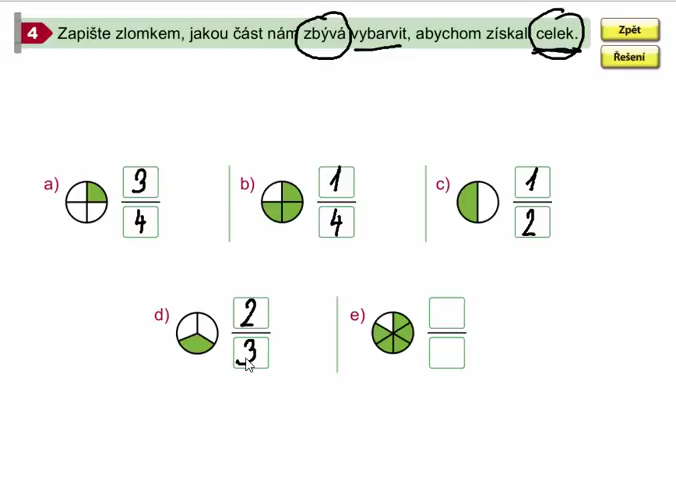 4 Zapište zlomkem, jakou část nám zbývá vybarvit, abychom získal celek.
Zpět
Řešení
a) 3
4
b) 1
4
c) 1
2
d) 2
3
e)